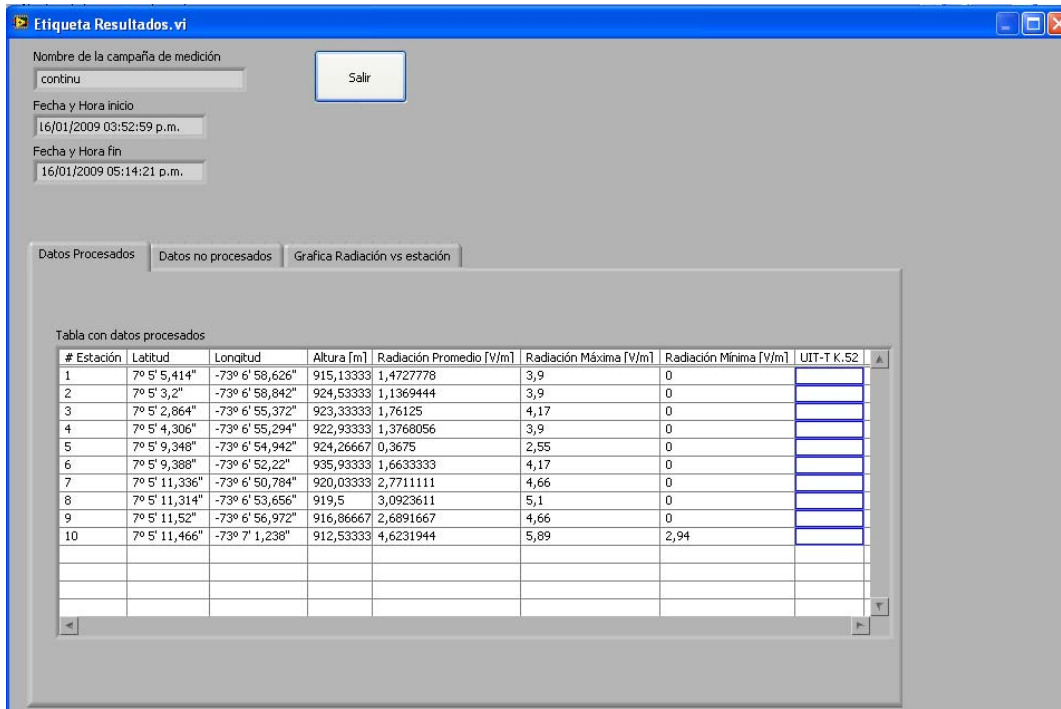 Etiqueta Resultados.vi
Nombre de la campaña de medición
continu
Salir
Fecha y Hora inicio
16/01/2009 03:52:59 p.m.
Fecha y Hora fin
16/01/2009 05:14:21 p.m.
Datos Procesados Datos no procesados Grafica Radiación vs estación
Tabla con datos procesados
# Estación Latitud Longitud Altura [m] Radiación Promedio [V/m] Radiación Máxima [V/m] Radiación Mínima [V/m] UIT-T K.52
1 7º 5' 5,414" -73º 6' 58,626" 915,13333 1,4727778 3,9 0
2 7º 5' 3,2" -73º 6' 58,842" 924,53333 1,1369444 3,9 0
3 7º 5' 2,864" -73º 6' 55,372" 923,33333 1,76125 4,17 0
4 7º 5' 4,306" -73º 6' 55,294" 922,93333 1,3768056 3,9 0
5 7º 5' 9,348" -73º 6' 54,942" 924,26667 0,3675 2,55 0
6 7º 5' 9,388" -73º 6' 52,22" 935,93333 1,6633333 4,17 0
7 7º 5' 11,336" -73º 6' 50,784" 920,03333 2,7711111 4,66 0
8 7º 5' 11,314" -73º 6' 53,656" 919,5 3,0923611 5,1 0
9 7º 5' 11,52" -73º 6' 56,972" 916,86667 2,6891667 4,66 0
10 7º 5' 11,466" -73º 7' 1,238" 912,53333 4,6231944 5,89 2,94